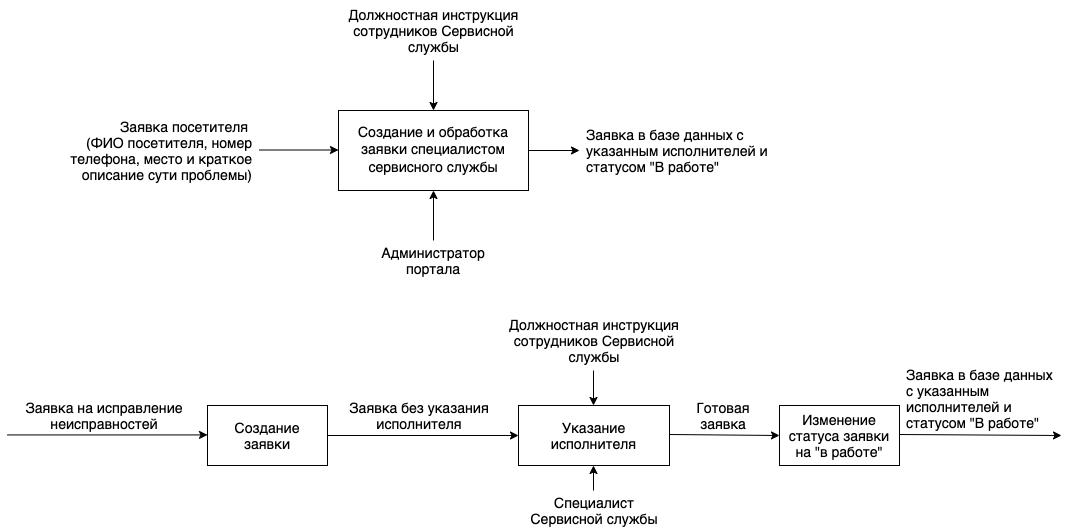 Должностная инструкция
сотрудников Сервисной
службы
Заявка посетителя
(ФИО посетителя, номер
телефона, место и краткое
описание сути проблемы)
Создание и обработка
заявки специалистом
сервисного службы
Заявка в базе данных с
указанным исполнителей и
статусом "В работе"
Администратор
портала
Должностная инструкция
сотрудников Сервисной
службы
Заявка на исправление
неисправностей
Создание
заявки
Заявка без указания
исполнителя
Указание
исполнителя
Готовая
заявка
Изменение
статуса заявки
на "в работе"
Заявка в базе данных
с указанным
исполнителей и
статусом "В работе"
Специалист
Сервисной службы